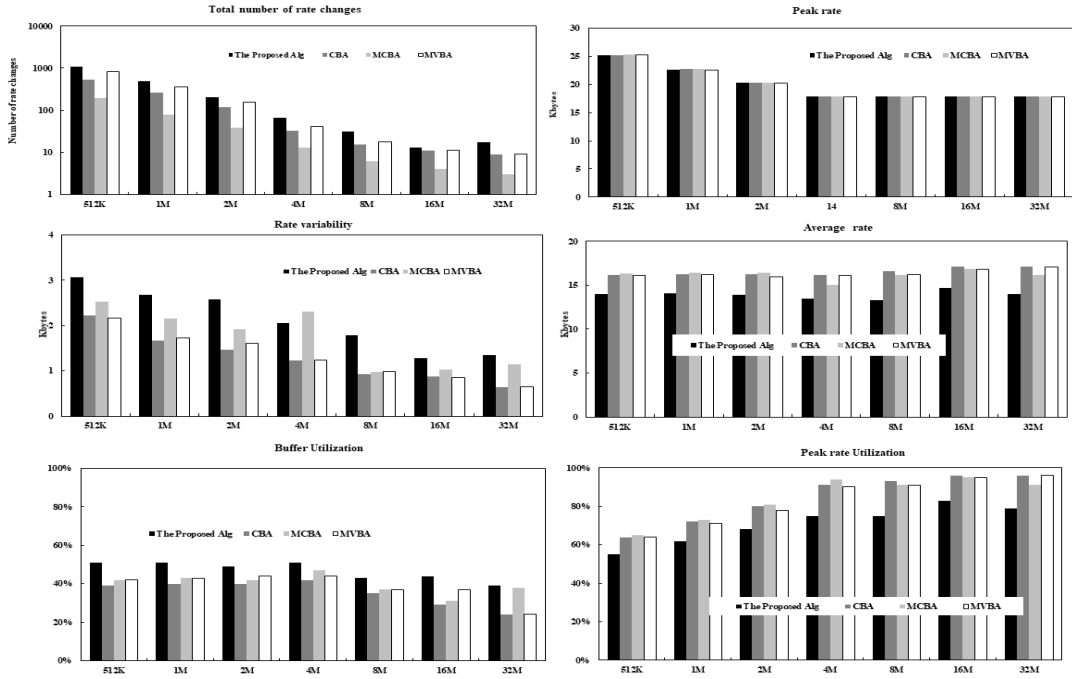 Total number of rate changes
Number of rate changes
10000
1000
100
10
1
The Proposed Alg CBA MCBA MVBA
512K 1M 2M 4M 8M 16M 32M
Peak rate
Kbytes
30
25
20
15
10
5
0
The Proposed Alg CBA MCBA MVBA
512K 1M 2M 14 8M 16M 32M
Rate variability
Kbytes
4
3
2
1
0
The Proposed Alg CBA MCBA MVBA
512K 1M 2M 4M 8M 16M 32M
Average rate
Kbytes
20
15
10
5
0
The Proposed Alg CBA MCBA MVBA
512K 1M 2M 4M 8M 16M 32M
Buffer Utilization
100%
80%
60%
40%
20%
0%
The Proposed Alg CBA MCBA MVBA
512K 1M 2M 4M 8M 16M 32M
Peak rate Utilization
100%
80%
60%
40%
20%
0%
The Proposed Alg CBA MCBA MVBA
512K 1M 2M 4M 8M 16M 32M